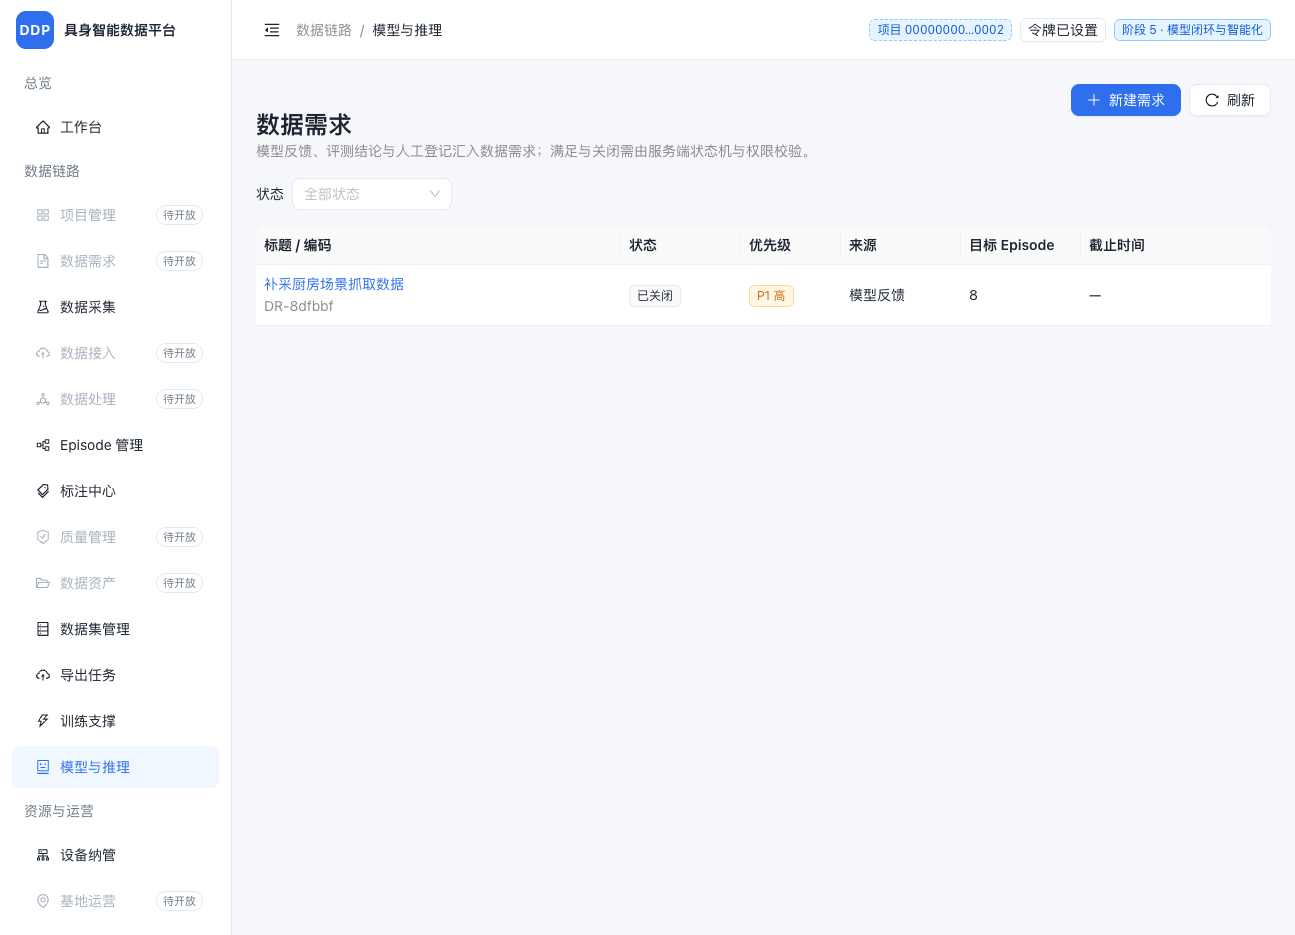 DDP 具身智能数据平台
总览
工作台
数据链路
项目管理 待开放
数据需求 待开放
数据采集
数据接入 待开放
数据处理 待开放
Episode 管理
标注中心
质量管理 待开放
数据资产 待开放
数据集管理
导出任务
训练支撑
模型与推理
资源与运营
设备纳管
基地运营 待开放
数据链路 / 模型与推理
项目 00000000...0002 令牌已设置 阶段 5 · 模型闭环与智能化
新建需求 刷新
数据需求
模型反馈、评测结论与人工登记汇入数据需求；满足与关闭需由服务端状态机与权限校验。
状态 全部状态
标题 / 编码 状态 优先级 来源 目标 Episode 截止时间
补采厨房场景抓取数据
DR-8dfbbf
已关闭 P1 高 模型反馈 8 —